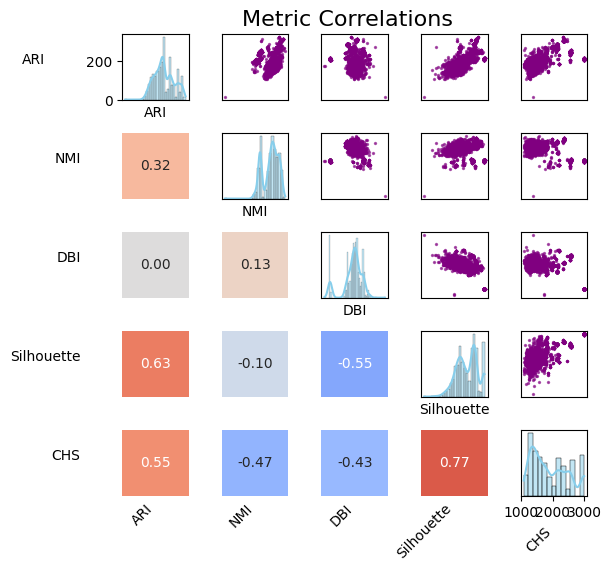 Metric Correlations
ARI
200
0
ARI
NMI
0.32
NMI
DBI
0.00
0.13
DBI
Silhouette
0.63
-0.10
-0.55
Silhouette
CHS
0.55
-0.47
-0.43
0.77
1000
2000
3000
ARI
NMI
DBI
Silhouette
CHS